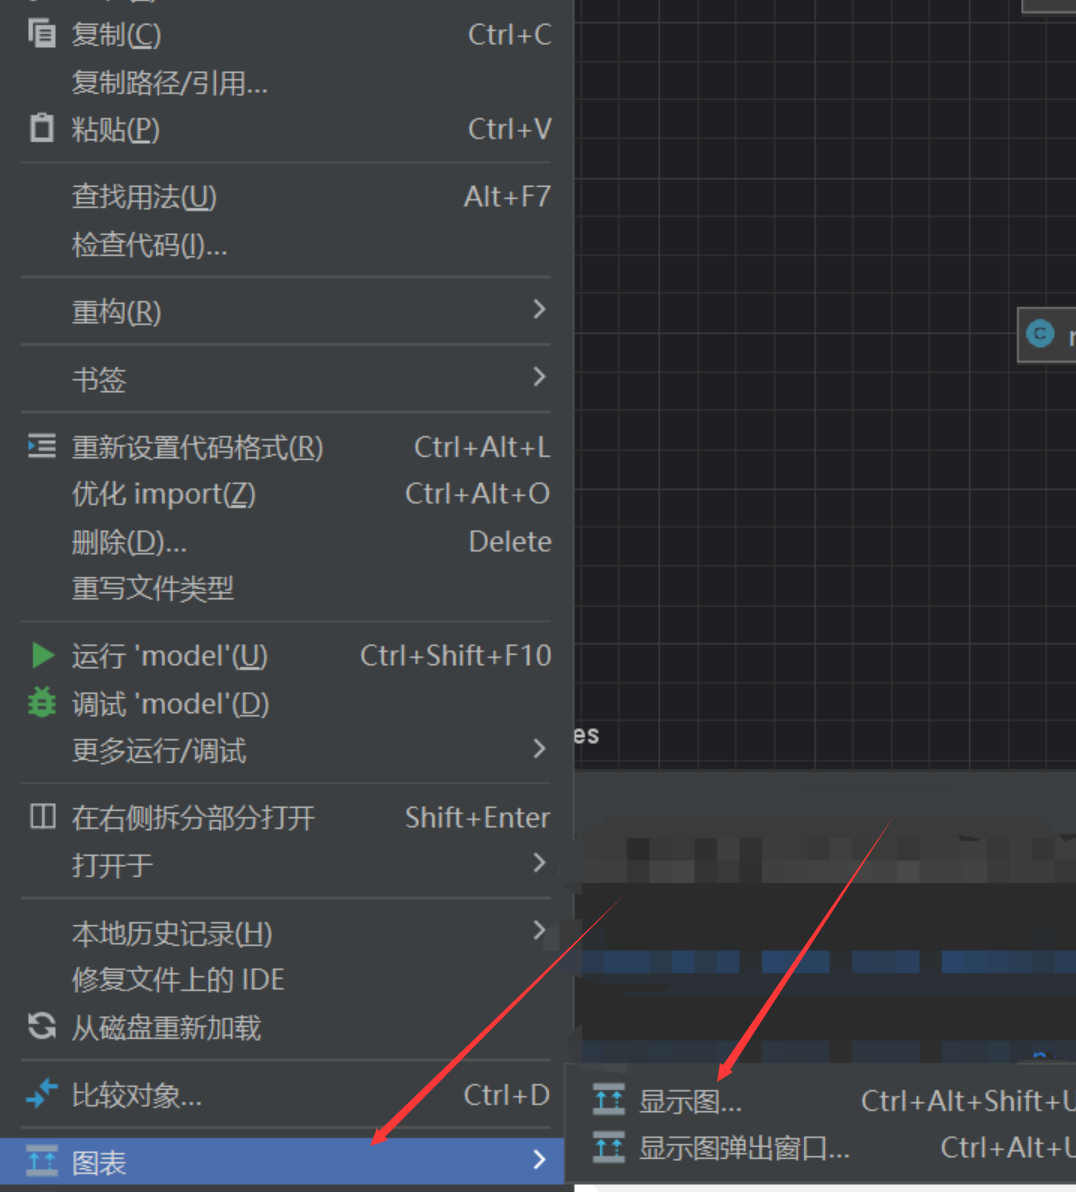 复制(C) Ctrl+C
复制路径/引用...
粘贴(P) Ctrl+V
查找用法(U) Alt+F7
检查代码(I)...
重构(R)
书签
重新设置代码格式(R) Ctrl+Alt+L
优化 import(Z) Ctrl+Alt+O
删除(D)... Delete
重写文件类型
运行 'model'(U) Ctrl+Shift+F10
调试 'model'(D)
es
更多运行/调试
在右侧拆分部分打开 Shift+Enter
打开于
本地历史记录(H)
修复文件上的 IDE
从磁盘重新加载
比较对象... Ctrl+D
显示图... Ctrl+Alt+Shift+U
显示图弹出窗口... Ctrl+Alt+U
图表